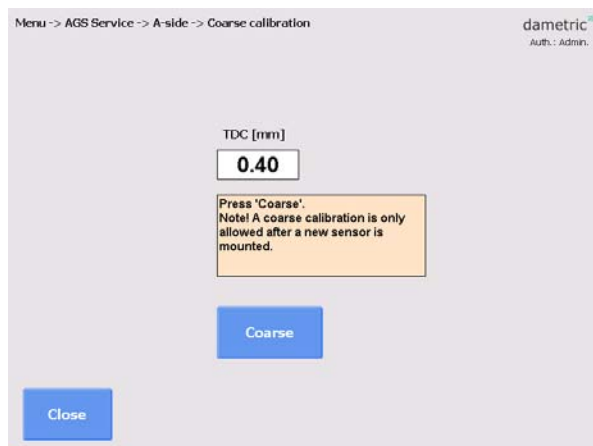 Menu -> AGS Service -> A-side -> Coarse calibration
dametric
Auth.: Admin.
TDC [mm]
0.40
Press 'Coarse'.
Note! A coarse calibration is only
allowed after a new sensor is
mounted.
Coarse
Close